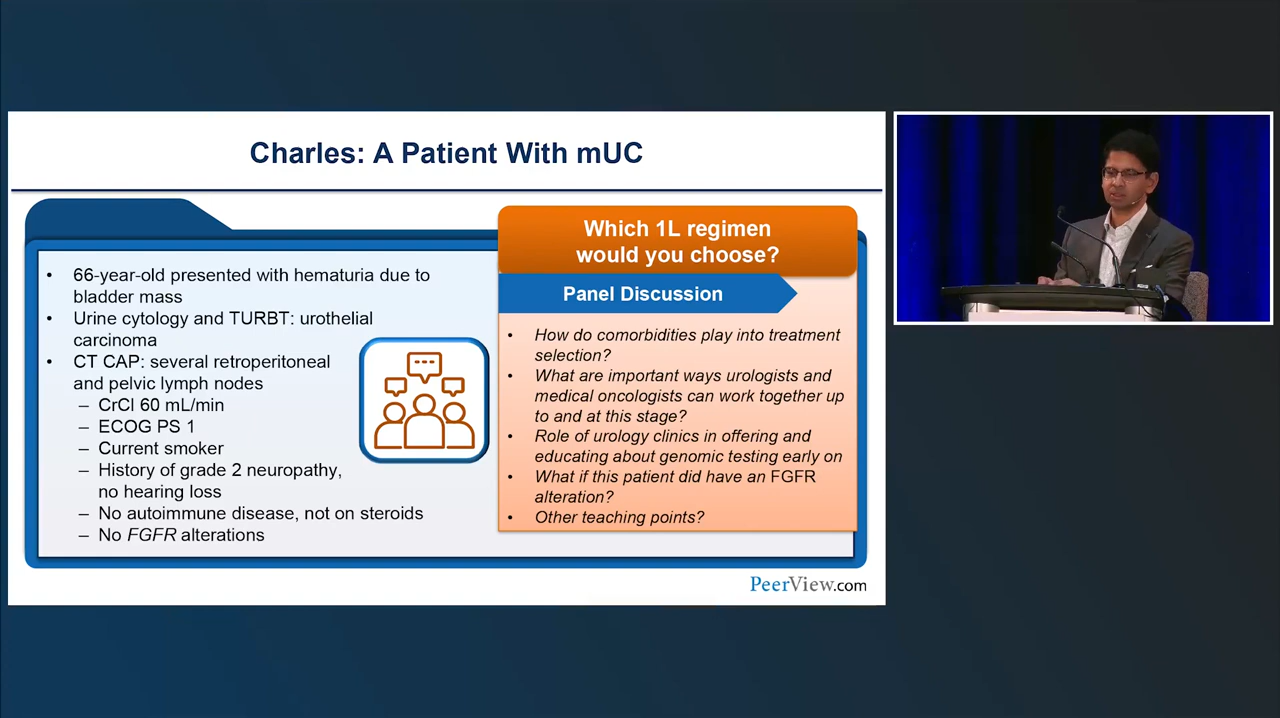 Charles: A Patient With mUC
• 66-year-old presented with hematuria due to
bladder mass
• Urine cytology and TURBT: urothelial
carcinoma
• CT CAP: several retroperitoneal
and pelvic lymph nodes
– CrCl 60 mL/min
– ECOG PS 1
– Current smoker
– History of grade 2 neuropathy,
no hearing loss
– No autoimmune disease, not on steroids
– No FGFR alterations
Which 1L regimen
would you choose?
Panel Discussion
• How do comorbidities play into treatment
selection?
• What are important ways urologists and
medical oncologists can work together up
to and at this stage?
• Role of urology clinics in offering and
educating about genomic testing early on
• What if this patient did have an FGFR
alteration?
• Other teaching points?
PeerView.com